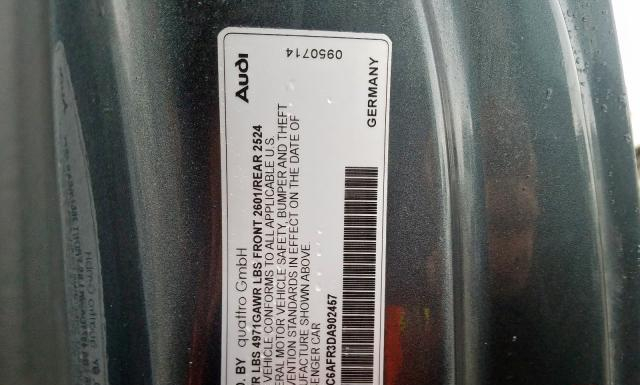 Audi
0950714
D. BY quattro GmbH
LBS 4971GAWR LBS FRONT 2601/REAR 2524
VEHICLE CONFORMS TO ALL APPLICABLE U.S.
ERAL MOTOR VEHICLE SAFETY, BUMPER AND THEFT
VENTION STANDARDS IN EFFECT ON THE DATE OF
UFACTURE SHOWN ABOVE.
ENGER CAR
C6AFR3DA902457
GERMANY